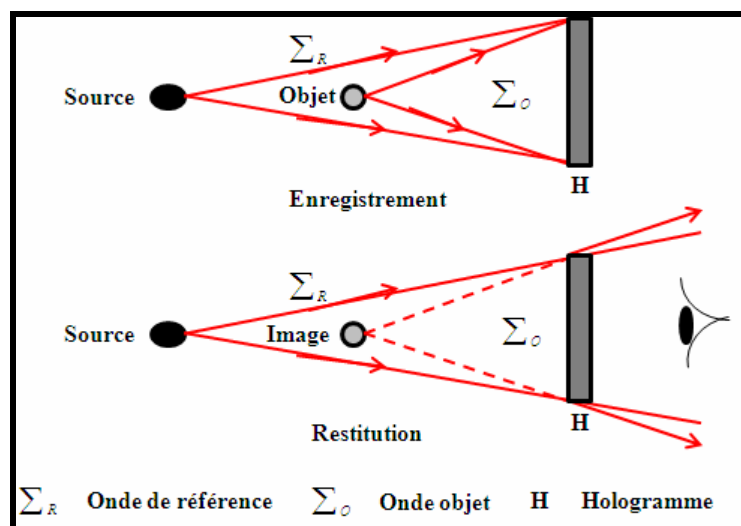 ∑R
Source
Objet
∑O
H
Enregistrement
∑R
Source
Image
∑O
H
Restitution
∑R Onde de référence ∑O Onde objet H Hologramme